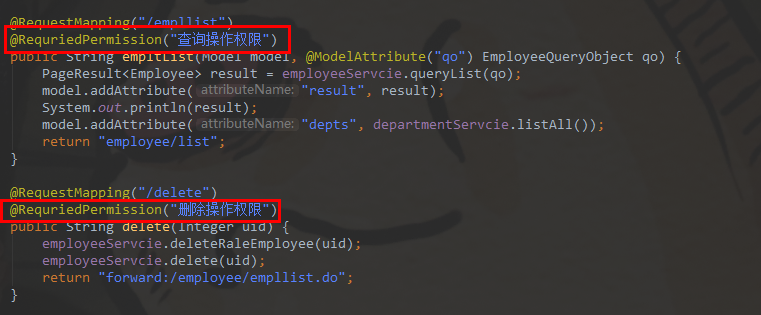 @RequestMapping("/empllist")
@RequriedPermission("查询操作权限")
public String empltList(Model model, @ModelAttribute("qo") EmployeeQueryObject qo) {
PageResult<Employee> result = employeeServcie.queryList(qo);
model.addAttribute( attributeName: "result", result);
System.out.println(result);
model.addAttribute( attributeName: "depts", departmentServcie.listAll());
return "employee/list";
}
@RequestMapping("/delete")
@RequriedPermission("删除操作权限")
public String delete(Integer uid) {
employeeServcie.deleteRaleEmployee(uid);
employeeServcie.delete(uid);
return "forward:/employee/empllist.do";
}